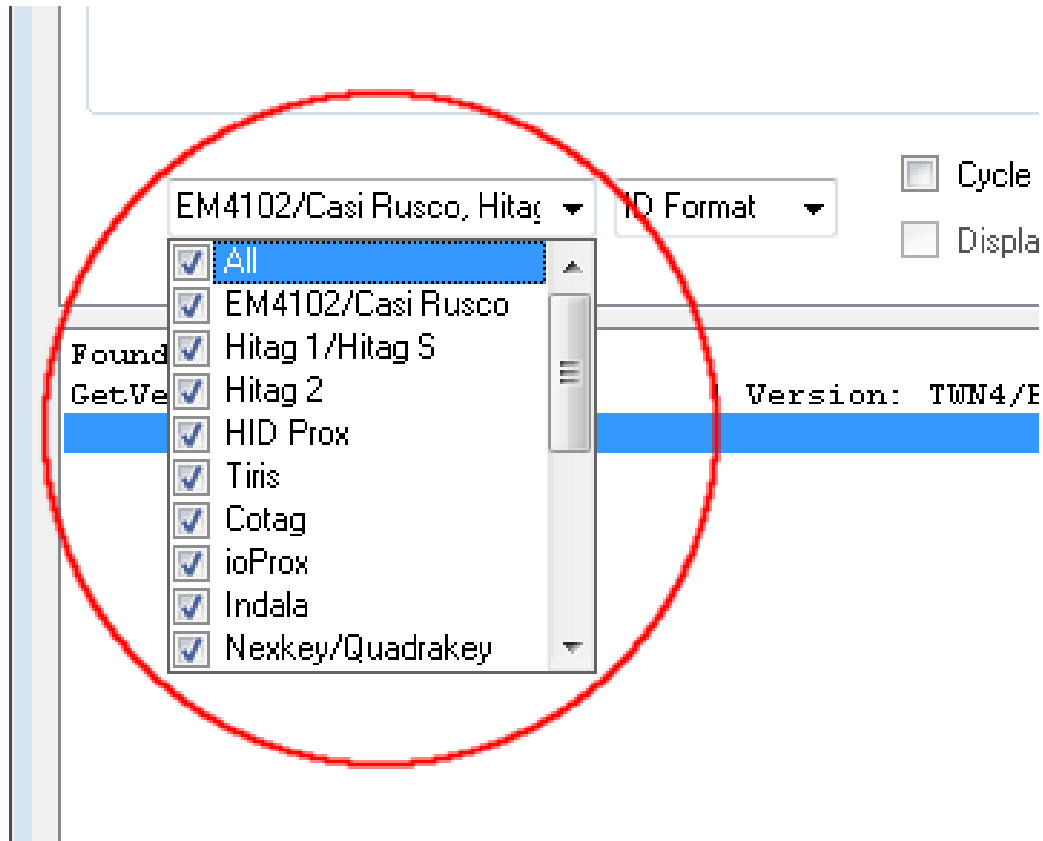 Cycle
EM4102/Casi Rusco, Hitag
ID Format
Displa
All
EM4102/Casi Rusco
Hitag 1/Hitag S
Hitag 2
HID Prox
Tiris
Cotag
ioProx
Indala
Nexkey/Quadrakey
Found
GetVe
Version: TWN4/